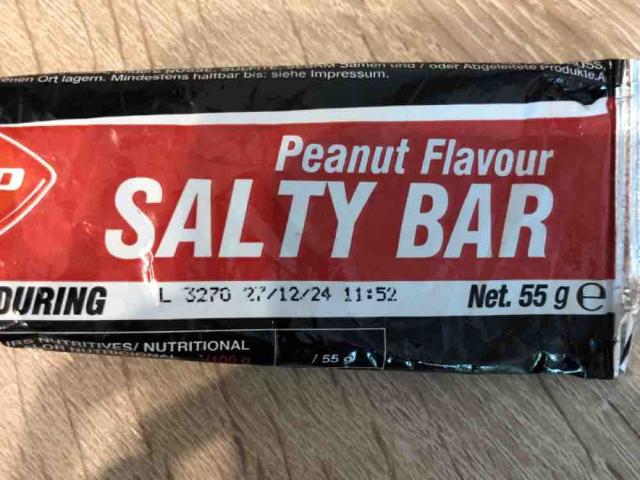 Samen und / oder Abgeleitete Produkte.
Ort lagern. Mindestens haltbar bis: siehe Impressum.
Peanut Flavour
SALTY BAR
DURING
L 3270 27/12/24 11:52
Net. 55 g e
NUTRITIVES/ NUTRITIONAL
/100 g
/ 55 g